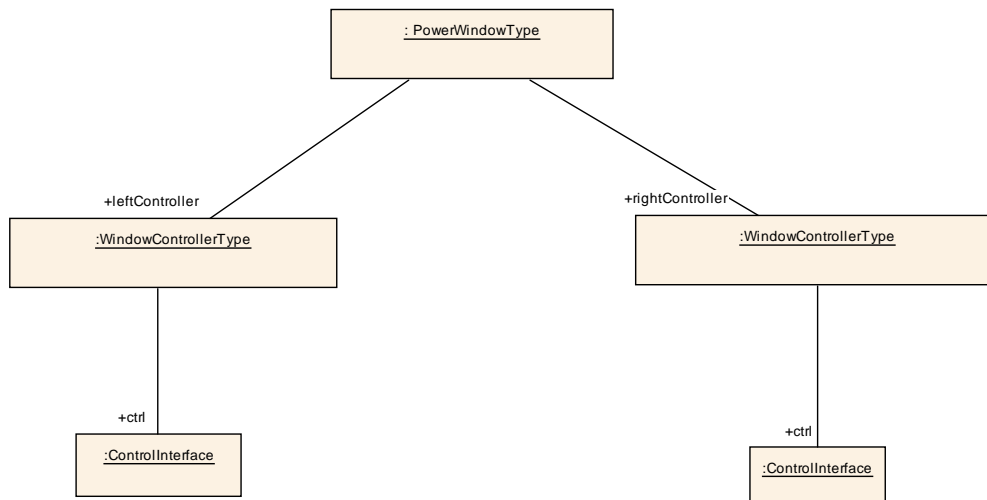 : PowerWindowType
+leftController
+rightController
:WindowControllerType
:WindowControllerType
+ctrl
+ctrl
:ControlInterface
:ControlInterface